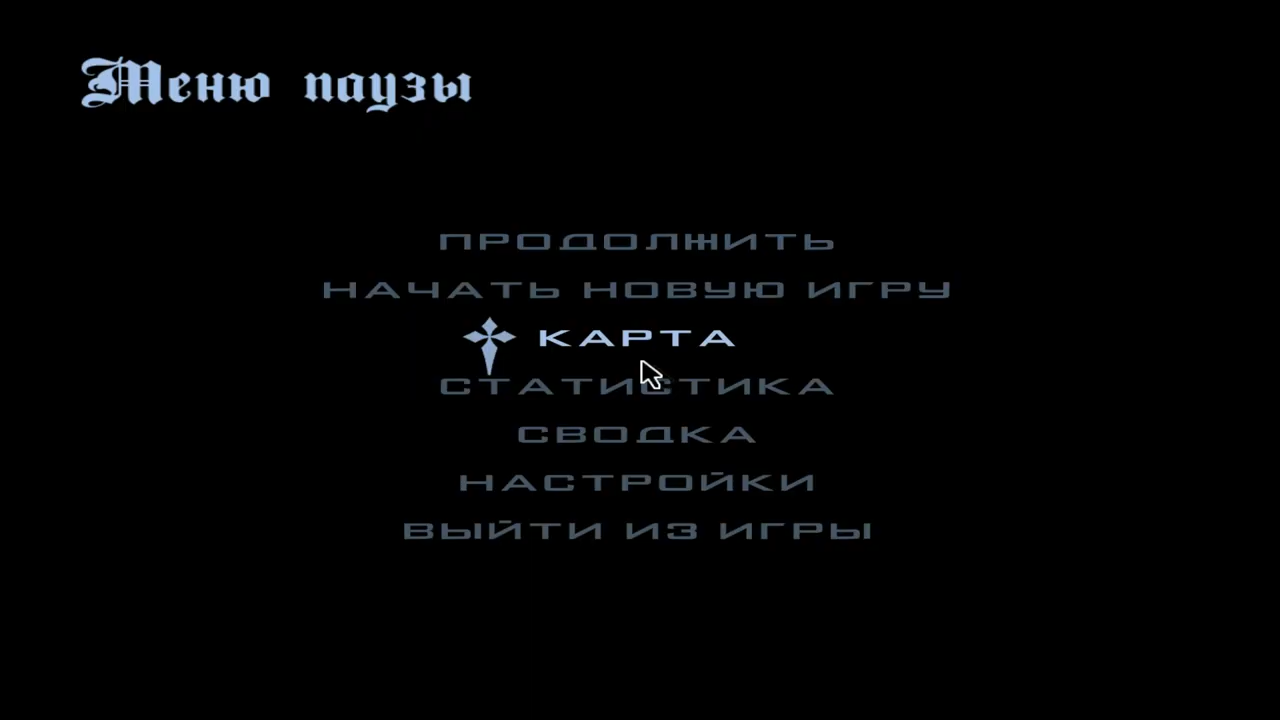 Меню паузы
ПРОДОЛЖИТЬ
НАЧАТЬ НОВУЮ ИГРУ
КАРТА
СТАТИСТИКА
СВОДКА
НАСТРОЙКИ
ВЫЙТИ ИЗ ИГРЫ